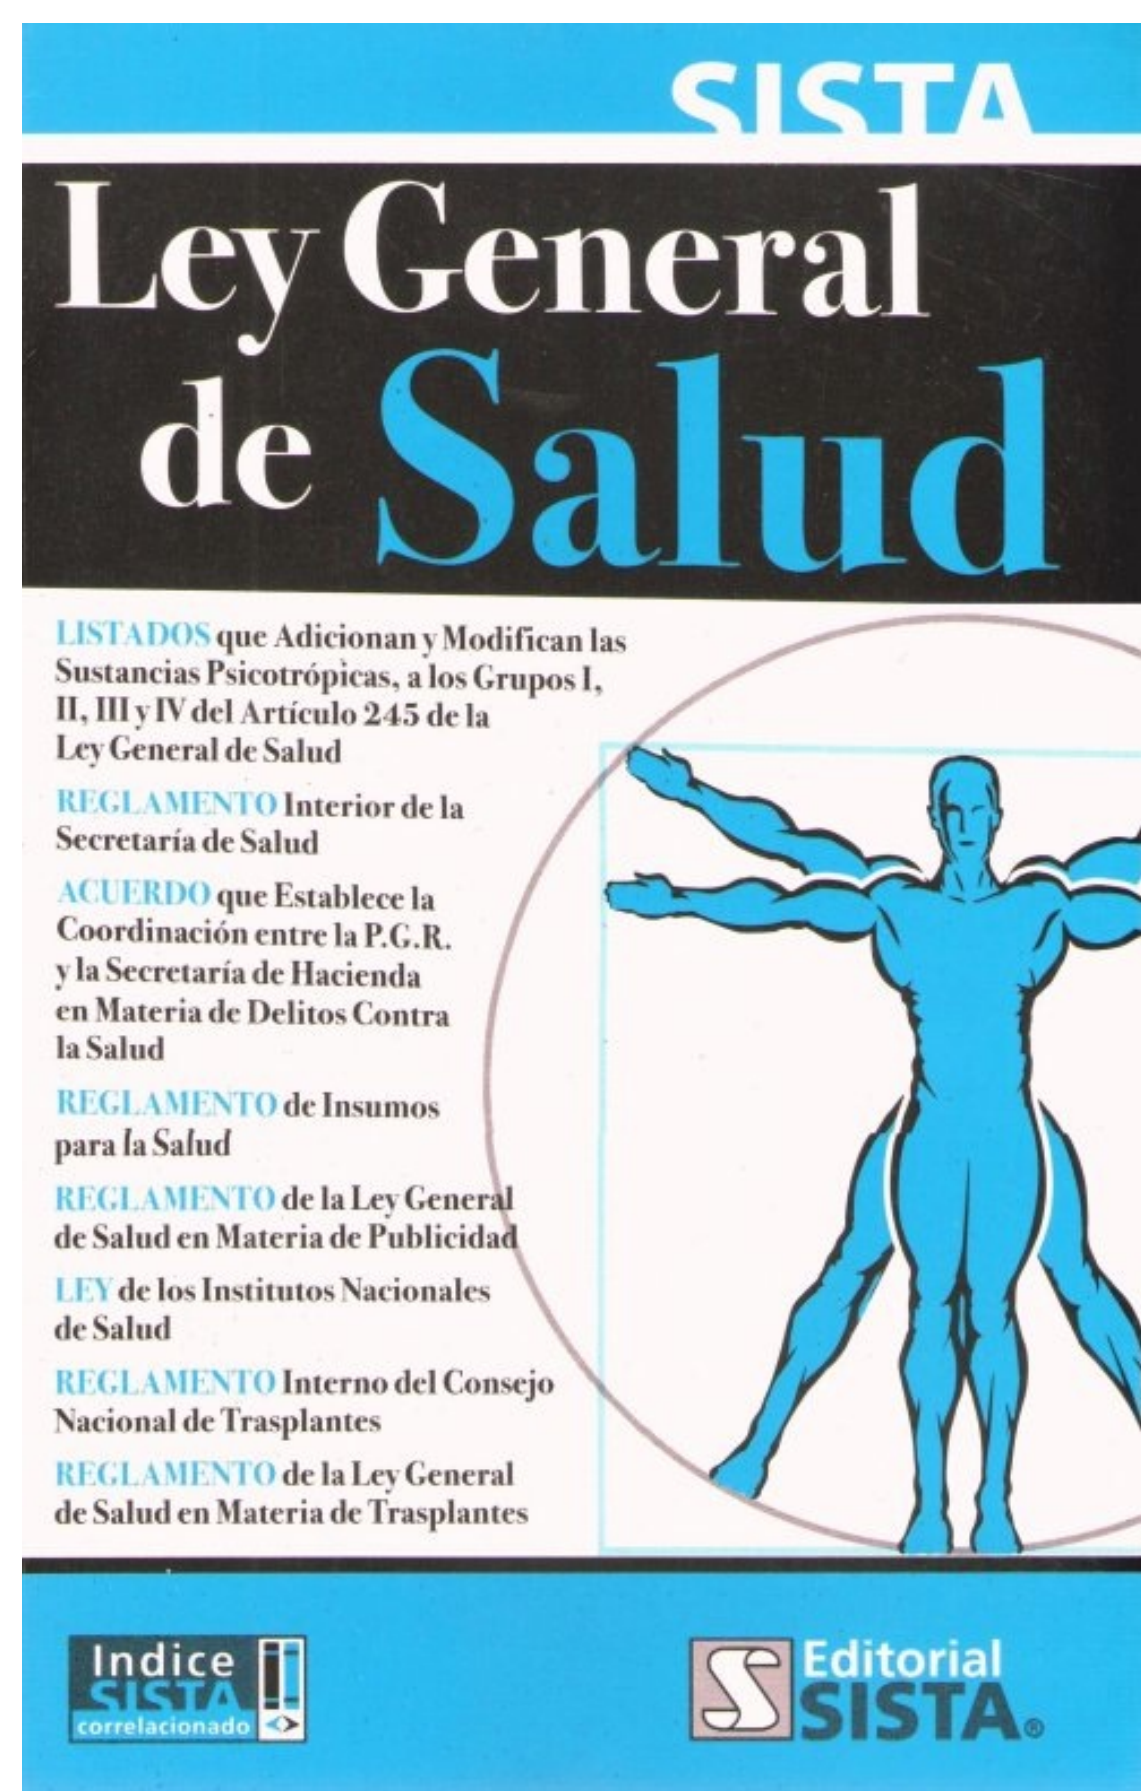 SISTA
Ley General
de Salud
LISTADOS que Adicionan y Modifican las
Sustancias Psicotrópicas, a los Grupos I,
II, III y IV del Artículo 245 de la
Ley General de Salud
REGLAMENTO Interior de la
Secretaría de Salud
ACUERDO que Establece la
Coordinación entre la P.G.R.
y la Secretaría de Hacienda
en Materia de Delitos Contra
la Salud
REGLAMENTO de Insumos
para la Salud
REGLAMENTO de la Ley General
de Salud en Materia de Publicidad
LEY de los Institutos Nacionales
de Salud
REGLAMENTO Interno del Consejo
Nacional de Trasplantes
REGLAMENTO de la Ley General
de Salud en Materia de Trasplantes
Indice
SISTA
correlacionado
Editorial
SISTA®